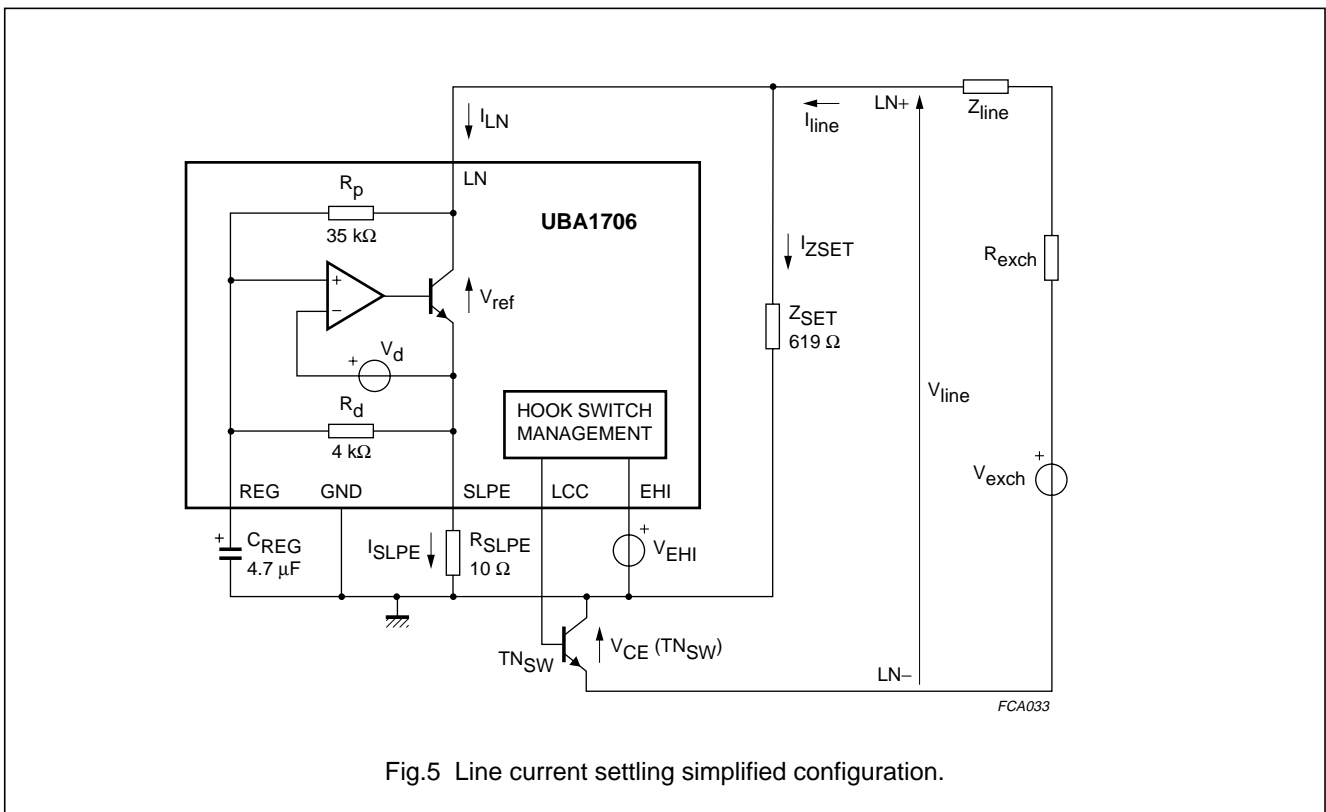 LN+
Z_line
I_line
I_LN
LN
R_p
35 kΩ
UBA1706
+
−
V_ref
I_ZSET
Z_SET
619 Ω
R_exch
V_d
+
R_d
4 kΩ
HOOK SWITCH
MANAGEMENT
V_line
V_exch
+
REG
GND
SLPE
LCC
EHI
+
C_REG
4.7 μF
I_SLPE
R_SLPE
10 Ω
+
V_EHI
TN_SW
V_CE (TN_SW)
LN−
FCA033
Fig.5 Line current settling simplified configuration.